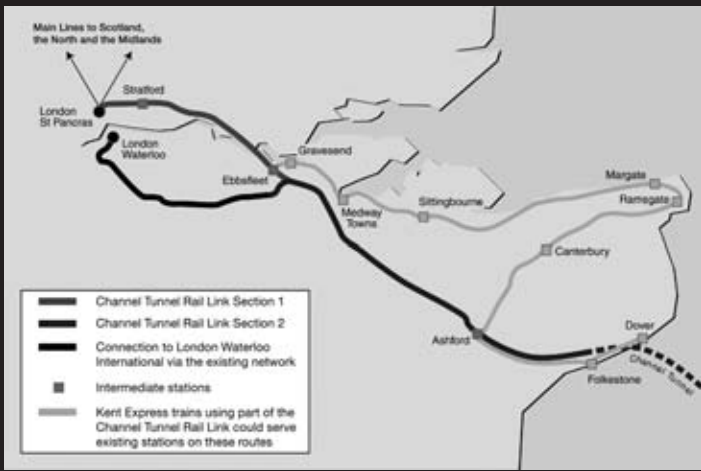 Main Lines to Scotland,
the North and the Midlands
Stratford
London
St Pancras
London
Waterloo
Gravesend
Ebbsfleet
Margate
Ramsgate
Sittingbourne
Medway
Towns
Canterbury
Dover
Ashford
Channel Tunnel
Folkestone
Channel Tunnel Rail Link Section 1
Channel Tunnel Rail Link Section 2
Connection to London Waterloo
International via the existing network
Intermediate stations
Kent Express trains using part of the
Channel Tunnel Rail Link could serve
existing stations on these routes